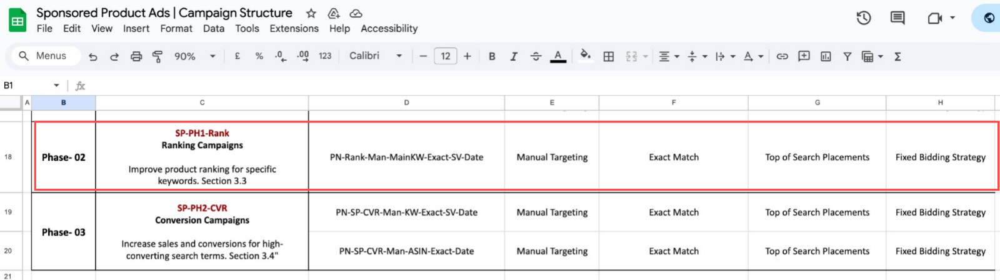 Sponsored Product Ads | Campaign Structure
File Edit View Insert Format Data Tools Extensions Help Accessibility
Menus 90% £ % .0 .00 123 Calibri 12 B I A A Σ
B1 fx
A B C D E F G H
18
Phase- 02
SP-PH1-Rank
Ranking Campaigns
Improve product ranking for specific
keywords. Section 3.3
PN-Rank-Man-MainKW-Exact-SV-Date
Manual Targeting
Exact Match
Top of Search Placements
Fixed Bidding Strategy
19
Phase- 03
SP-PH2-CVR
Conversion Campaigns
Increase sales and conversions for high-
converting search terms. Section 3.4"
PN-SP-CVR-Man-KW-Exact-SV-Date
Manual Targeting
Exact Match
Top of Search Placements
Fixed Bidding Strategy
20
PN-SP-CVR-Man-ASIN-Exact-Date
Manual Targeting
Exact Match
Top of Search Placements
Fixed Bidding Strategy
21